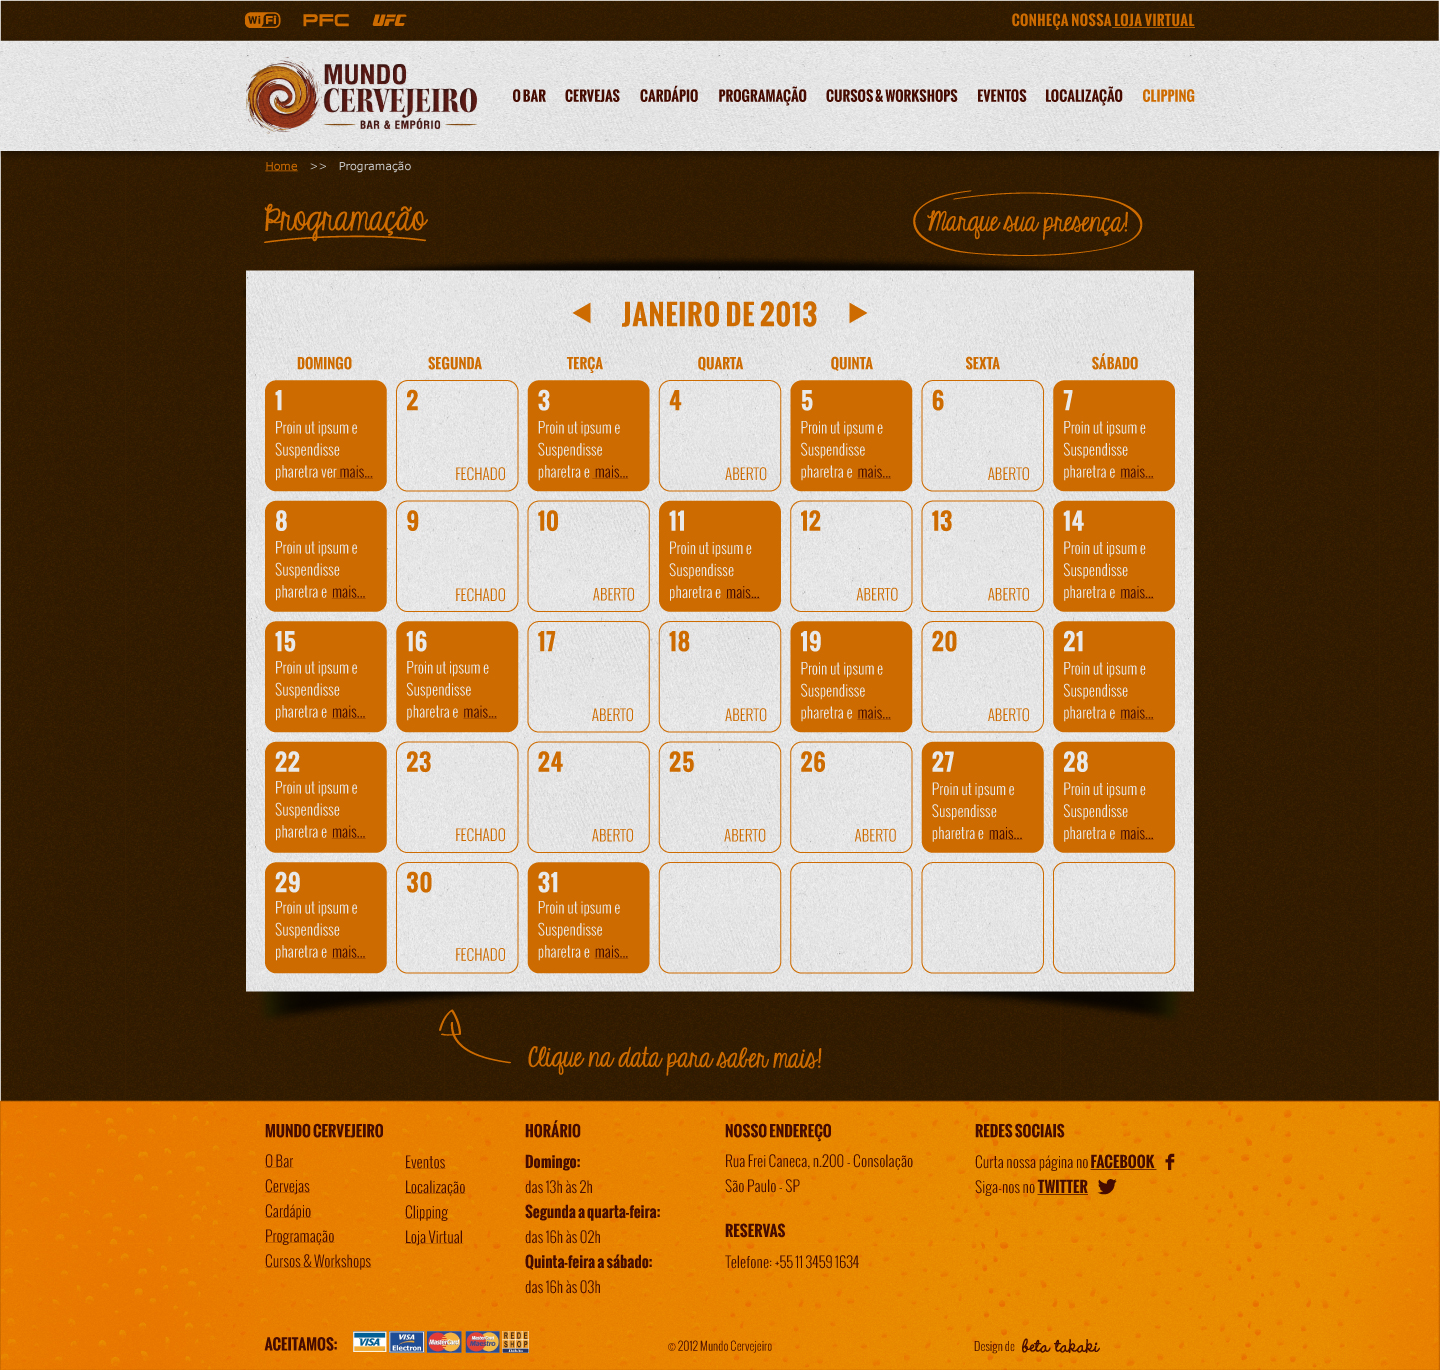 WiFi PFC UFC CONHEÇA NOSSA LOJA VIRTUAL
MUNDO
CERVEJEIRO
BAR & EMPÓRIO
O BAR CERVEJAS CARDÁPIO PROGRAMAÇÃO CURSOS & WORKSHOPS EVENTOS LOCALIZAÇÃO CLIPPING
Home >> Programação
Programação
Marque sua presença!
JANEIRO DE 2013
DOMINGO SEGUNDA TERÇA QUARTA QUINTA SEXTA SÁBADO
1
Proin ut ipsum e
Suspendisse
pharetra ver mais...
2
FECHADO
3
Proin ut ipsum e
Suspendisse
pharetra e mais...
4
ABERTO
5
Proin ut ipsum e
Suspendisse
pharetra e mais...
6
ABERTO
7
Proin ut ipsum e
Suspendisse
pharetra e mais...
8
Proin ut ipsum e
Suspendisse
pharetra e mais...
9
FECHADO
10
ABERTO
11
Proin ut ipsum e
Suspendisse
pharetra e mais...
12
ABERTO
13
ABERTO
14
Proin ut ipsum e
Suspendisse
pharetra e mais...
15
Proin ut ipsum e
Suspendisse
pharetra e mais...
16
Proin ut ipsum e
Suspendisse
pharetra e mais...
17
ABERTO
18
ABERTO
19
Proin ut ipsum e
Suspendisse
pharetra e mais...
20
ABERTO
21
Proin ut ipsum e
Suspendisse
pharetra e mais...
22
Proin ut ipsum e
Suspendisse
pharetra e mais...
23
FECHADO
24
ABERTO
25
ABERTO
26
ABERTO
27
Proin ut ipsum e
Suspendisse
pharetra e mais...
28
Proin ut ipsum e
Suspendisse
pharetra e mais...
29
Proin ut ipsum e
Suspendisse
pharetra e mais...
30
FECHADO
31
Proin ut ipsum e
Suspendisse
pharetra e mais...
Clique na data para saber mais!
MUNDO CERVEJEIRO
O Bar
Cervejas
Cardápio
Programação
Cursos & Workshops
Eventos
Localização
Clipping
Loja Virtual
HORÁRIO
Domingo:
das 13h às 2h
Segunda a quarta-feira:
das 16h às 02h
Quinta-feira a sábado:
das 16h às 03h
NOSSO ENDEREÇO
Rua Frei Caneca, n.200 - Consolação
São Paulo - SP
RESERVAS
Telefone: +55 11 3459 1634
REDES SOCIAIS
Curta nossa página no FACEBOOK
Siga-nos no TWITTER
ACEITAMOS:
VISA
VISA
Electron
MasterCard
MasterCard
Maestro
REDE
SHOP
© 2012 Mundo Cervejeiro
Design de beta takaki